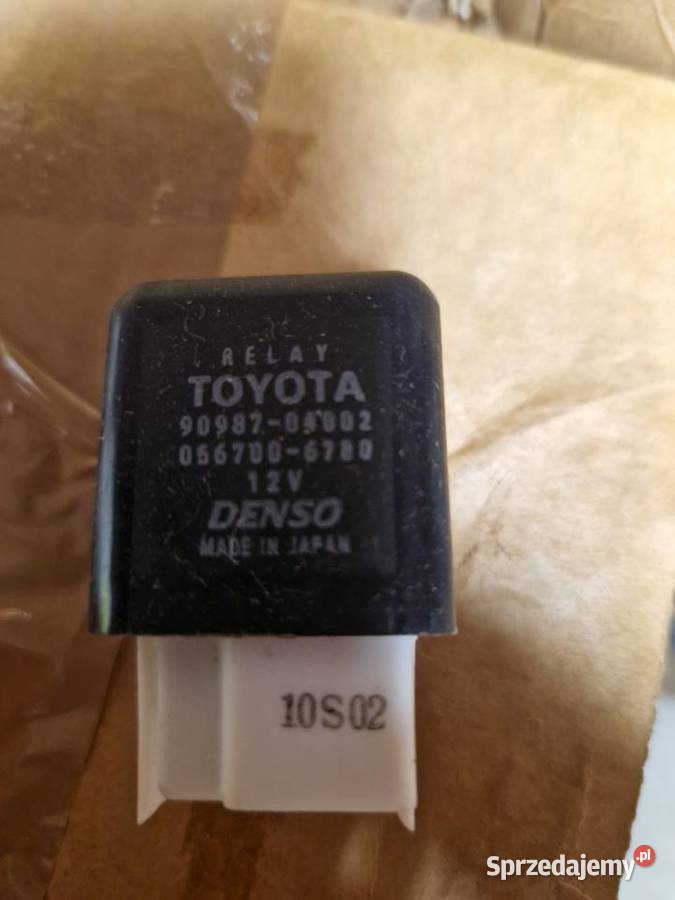 RELAY
TOYOTA
90987-04002
056700-6780
12V
DENSO
MADE IN JAPAN
10S02
Sprzedajemy.pl